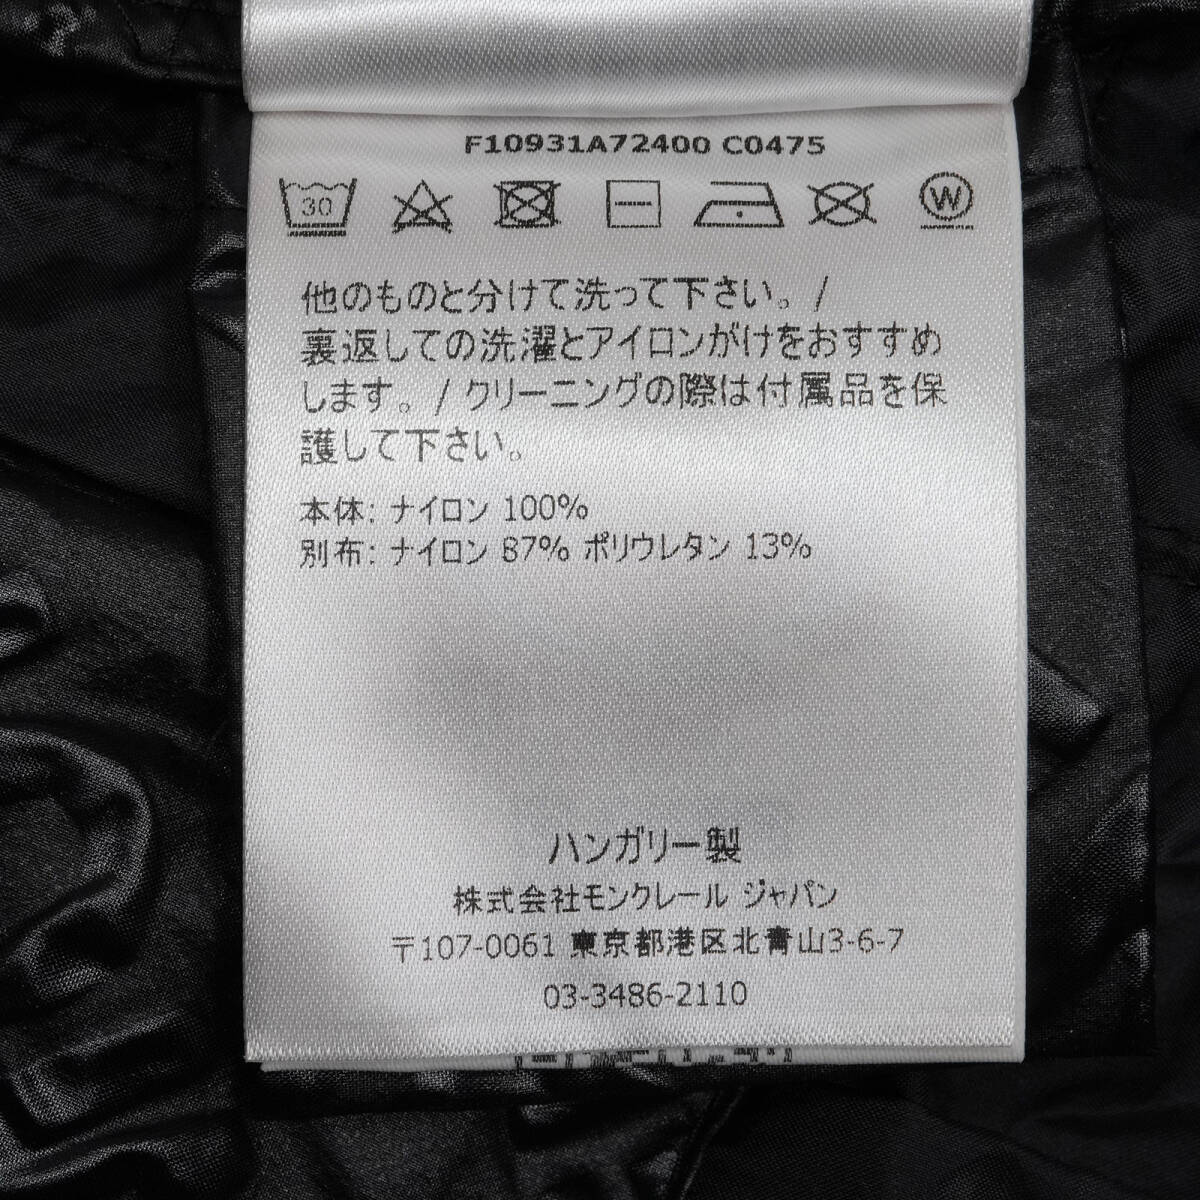 F10931A72400 C0475
30
W
他のものと分けて洗って下さい。/
裏返しての洗濯とアイロンがけをおすすめ
します。/ クリーニングの際は付属品を保
護して下さい。
本体: ナイロン 100%
別布: ナイロン 87% ポリウレタン 13%
ハンガリー製
株式会社モンクレール ジャパン
〒107-0061 東京都港区北青山3-6-7
03-3486-2110